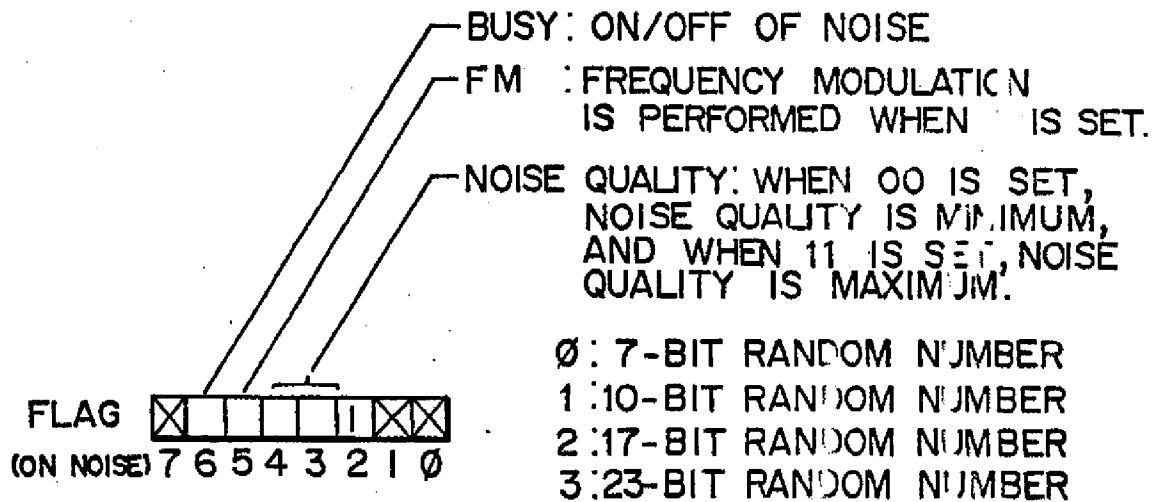 BUSY: ON/OFF OF NOISE
FM : FREQUENCY MODULATION
IS PERFORMED WHEN IS SET.
NOISE QUALITY: WHEN 00 IS SET,
NOISE QUALITY IS MINIMUM,
AND WHEN 11 IS SET, NOISE
QUALITY IS MAXIMUM.
Ø: 7-BIT RANDOM NUMBER
1:10-BIT RANDOM NUMBER
2:17-BIT RANDOM NUMBER
3:23-BIT RANDOM NUMBER
FLAG 1
(ON NOISE) 7 6 5 4 3 2 1 Ø